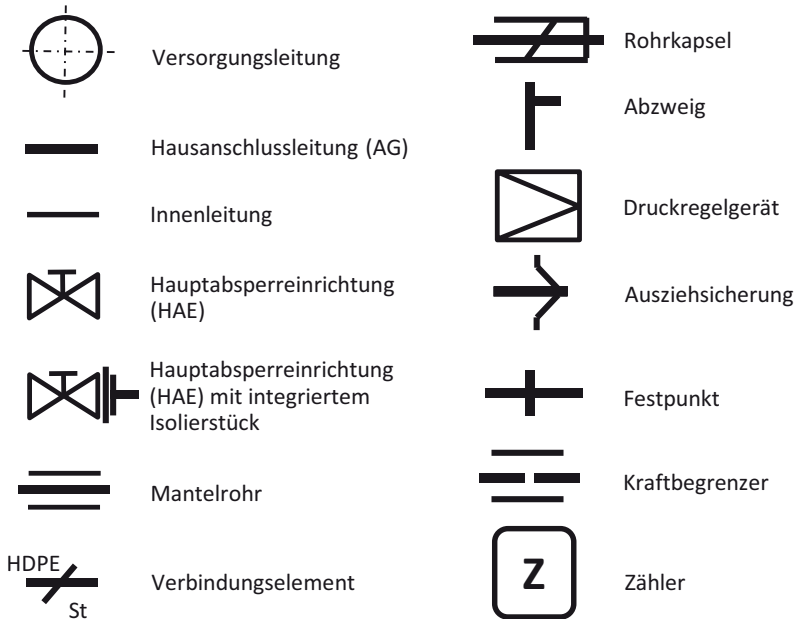 Versorgungsleitung
Hausanschlussleitung (AG)
Innenleitung
Hauptabsperreinrichtung
(HAE)
Hauptabsperreinrichtung
(HAE) mit integriertem
Isolierstück
Mantelrohr
HDPE
St
Verbindungselement
Rohrkapsel
Abzweig
Druckregelgerät
Ausziehsicherung
Festpunkt
Kraftbegrenzer
Z
Zähler